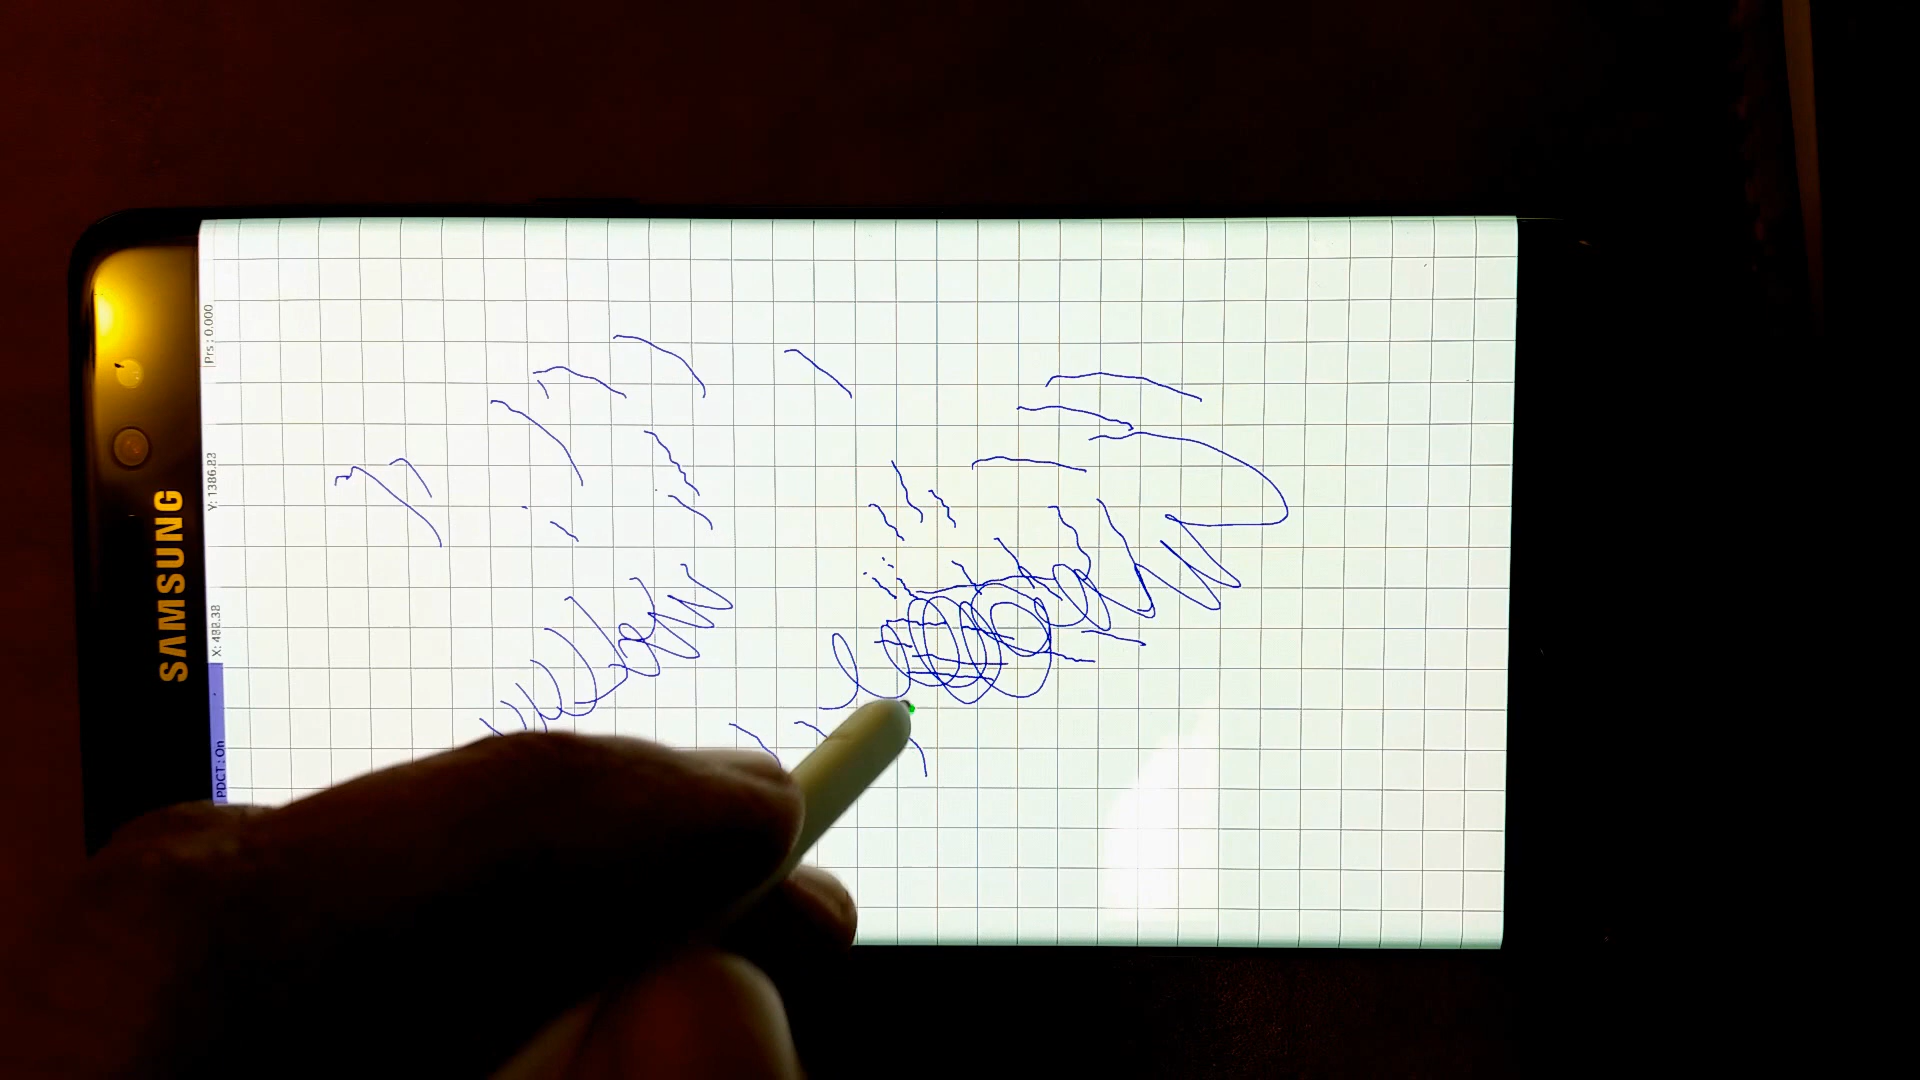 SAMSUNG
PDCT : On
X: 482.38
Y: 1386.83
Prs : 0.000